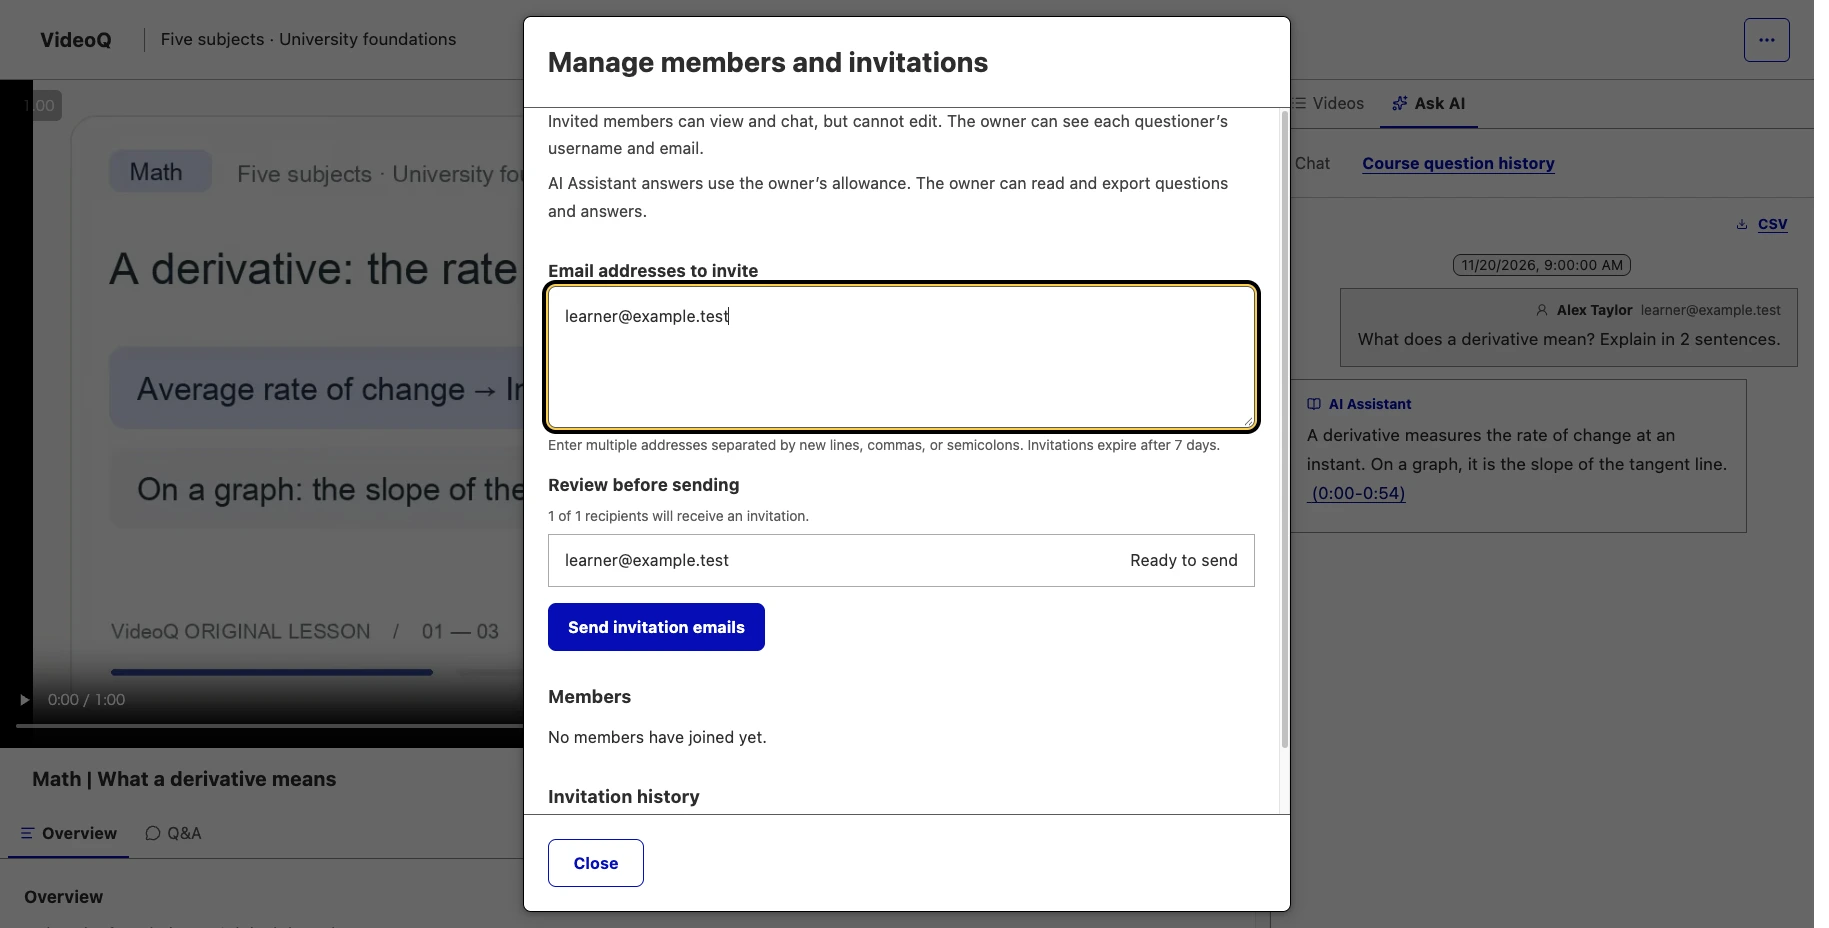 VideoQ
Five subjects · University foundations
Manage members and invitations
Invited members can view and chat, but cannot edit. The owner can see each questioner’s
username and email.
AI Assistant answers use the owner’s allowance. The owner can read and export questions
and answers.
Email addresses to invite
learner@example.test
Enter multiple addresses separated by new lines, commas, or semicolons. Invitations expire after 7 days.
Review before sending
1 of 1 recipients will receive an invitation.
learner@example.test
Ready to send
Send invitation emails
Members
No members have joined yet.
Invitation history
Close
1.00
Math
Five subjects · University fou
A derivative: the rate
Average rate of change → In
On a graph: the slope of the
VideoQ ORIGINAL LESSON / 01 — 03
0:00 / 1:00
Math | What a derivative means
Overview
Q&A
Overview
Videos
Ask AI
Chat
Course question history
CSV
11/20/2026, 9:00:00 AM
Alex Taylor learner@example.test
What does a derivative mean? Explain in 2 sentences.
AI Assistant
A derivative measures the rate of change at an
instant. On a graph, it is the slope of the tangent line.
(0:00-0:54)